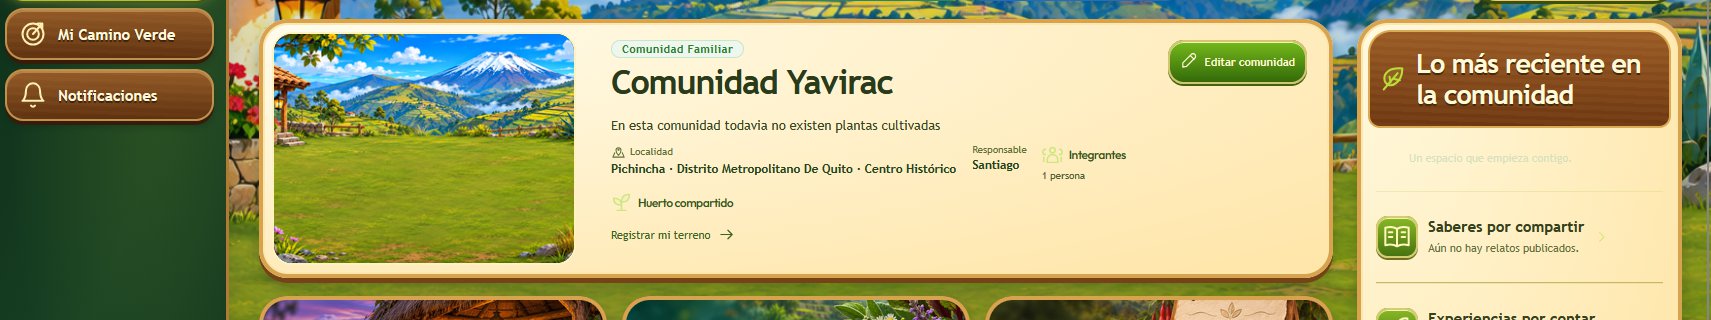 Mi Camino Verde
Notificaciones
Comunidad Familiar
Comunidad Yavirac
Editar comunidad
En esta comunidad todavia no existen plantas cultivadas
Localidad
Pichincha · Distrito Metropolitano De Quito · Centro Histórico
Responsable
Santiago
Integrantes
1 persona
Huerto compartido
Registrar mi terreno →
Lo más reciente en
la comunidad
Un espacio que empieza contigo.
Saberes por compartir
Aún no hay relatos publicados.
Experiencias por contar